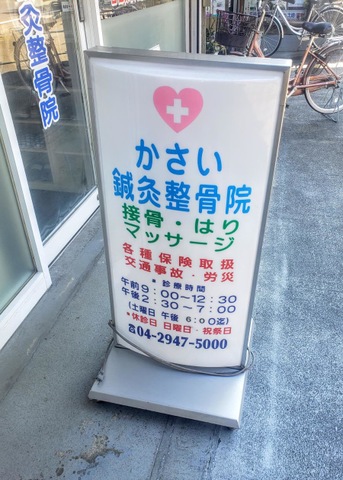 灸整骨院
かさい
鍼灸整骨院
接骨・はり
マッサージ
各種保険取扱
交通事故・労災
・診療時間
午前9:00~12:30
午後2:30~7:00
(土曜日 午後 6:00迄)
・休診日 日曜日・祝祭日
☎04-2947-5000